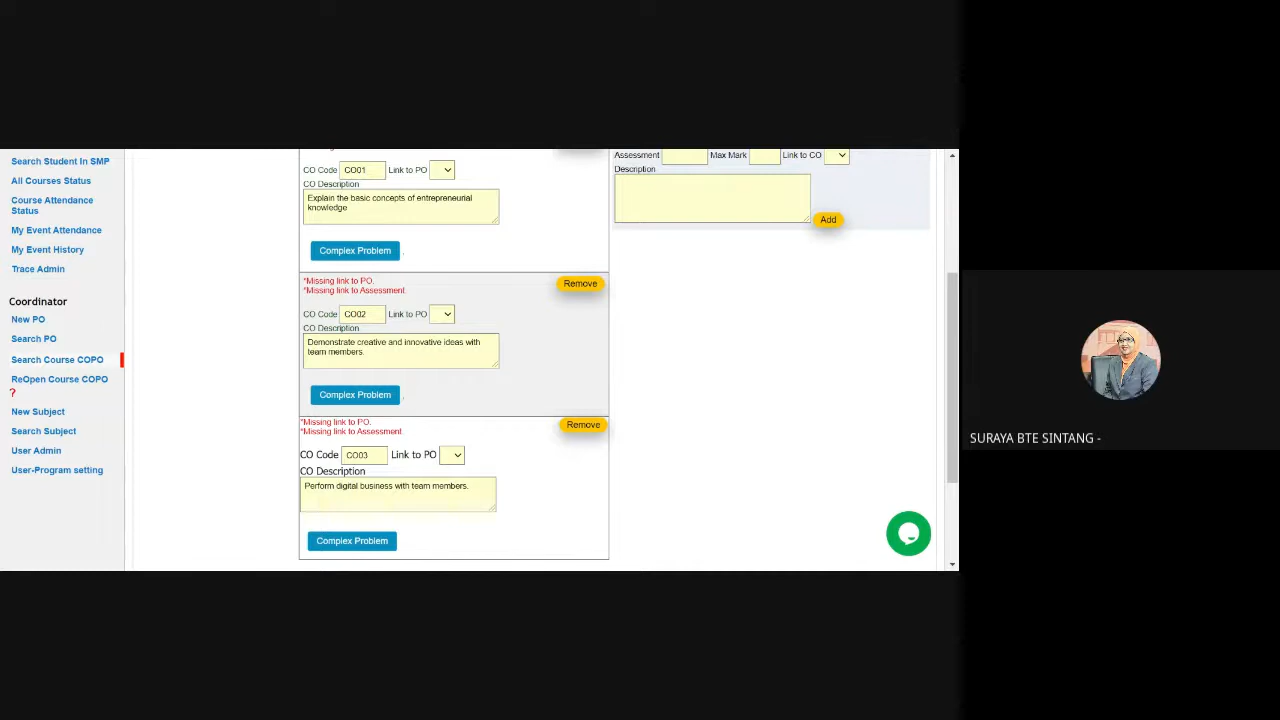 Search Student In SMP
All Courses Status
Course Attendance
Status
My Event Attendance
My Event History
Trace Admin
Coordinator
New PO
Search PO
Search Course COPO
ReOpen Course COPO
?
New Subject
Search Subject
User Admin
User-Program setting
CO Code CO01 Link to PO
CO Description
Explain the basic concepts of entrepreneurial
knowledge
Complex Problem
*Missing link to PO.
*Missing link to Assessment.
Remove
CO Code CO02 Link to PO
CO Description
Demonstrate creative and innovative ideas with
team members.
Complex Problem
*Missing link to PO.
*Missing link to Assessment.
Remove
CO Code CO03 Link to PO
CO Description
Perform digital business with team members.
Complex Problem
Assessment Max Mark Link to CO
Description
Add
SURAYA BTE SINTANG -